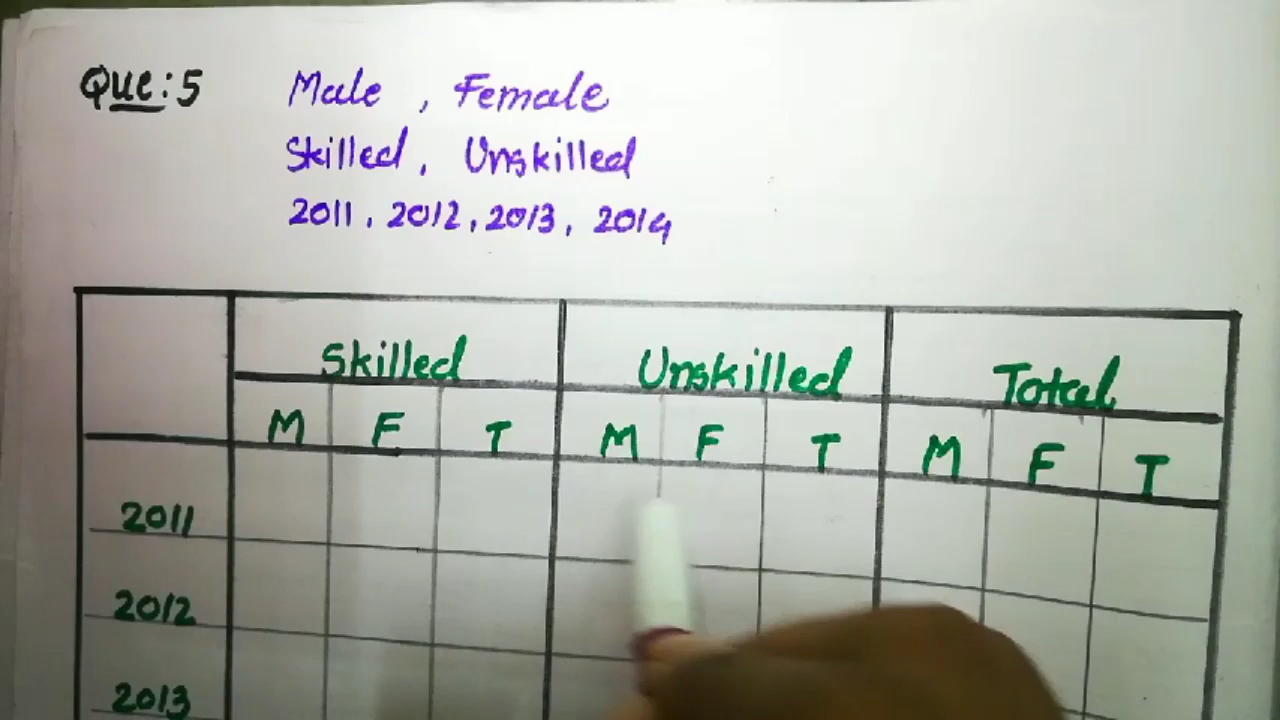 Que:5 Male, Female
Skilled, Unskilled
2011, 2012, 2013, 2014
Skilled Unskilled Total
M F T M F T M F T
2011
2012
2013